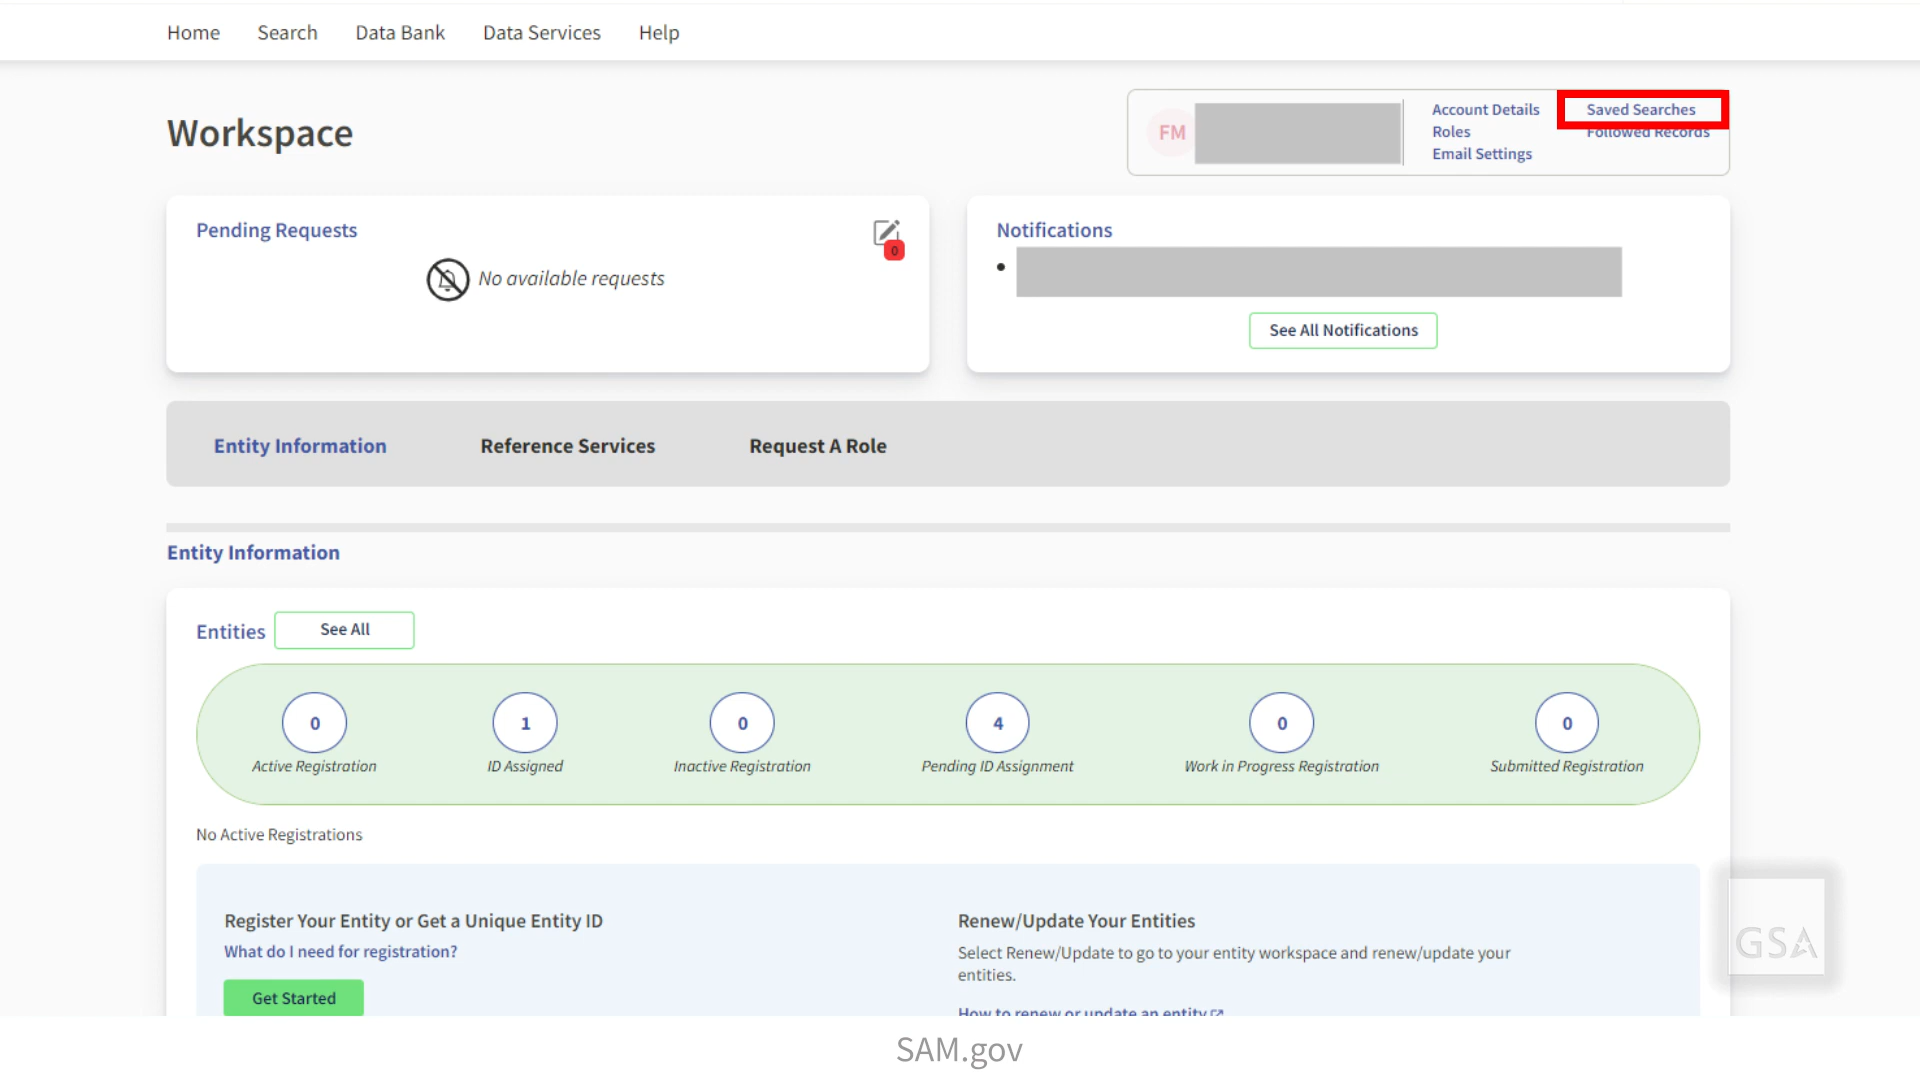 Home Search Data Bank Data Services Help
Workspace
FM
Account Details
Roles
Email Settings
Saved Searches
Followed Records
Pending Requests
0
No available requests
Notifications
See All Notifications
Entity Information Reference Services Request A Role
Entity Information
Entities See All
0 1 0 4 0 0
Active Registration ID Assigned Inactive Registration Pending ID Assignment Work in Progress Registration Submitted Registration
No Active Registrations
Register Your Entity or Get a Unique Entity ID
What do I need for registration?
Get Started
Renew/Update Your Entities
Select Renew/Update to go to your entity workspace and renew/update your
entities.
How to renew or update an entity
GSA
SAM.gov